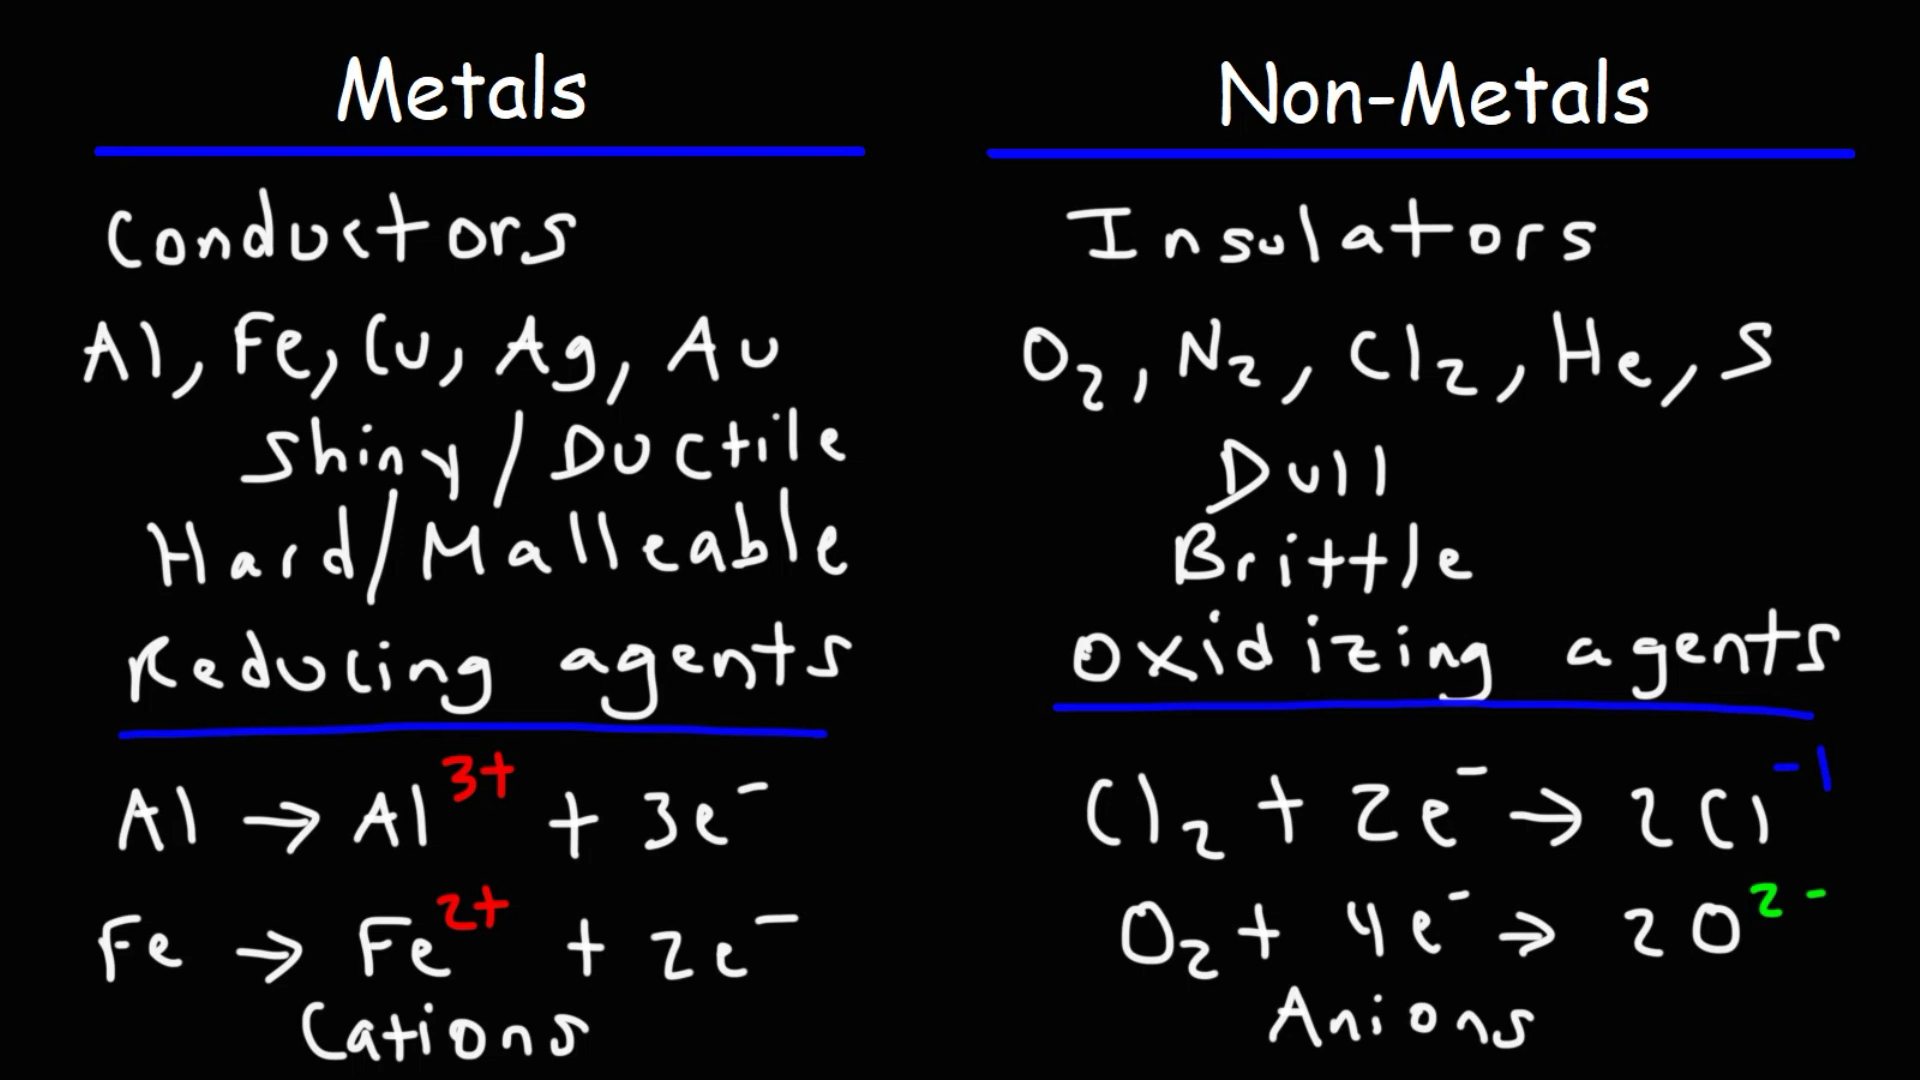 Metals
Conductors
Al, Fe, Cu, Ag, Au
Shiny/Ductile
Hard/Malleable
Reducing agents
Al → Al³⁺ + 3e⁻
Fe → Fe²⁺ + 2e⁻
Cations
Non-Metals
Insulators
O₂, N₂, Cl₂, He, S
Dull
Brittle
Oxidizing agents
Cl₂ + 2e⁻ → 2Cl⁻¹
O₂ + 4e⁻ → 2O²⁻
Anions